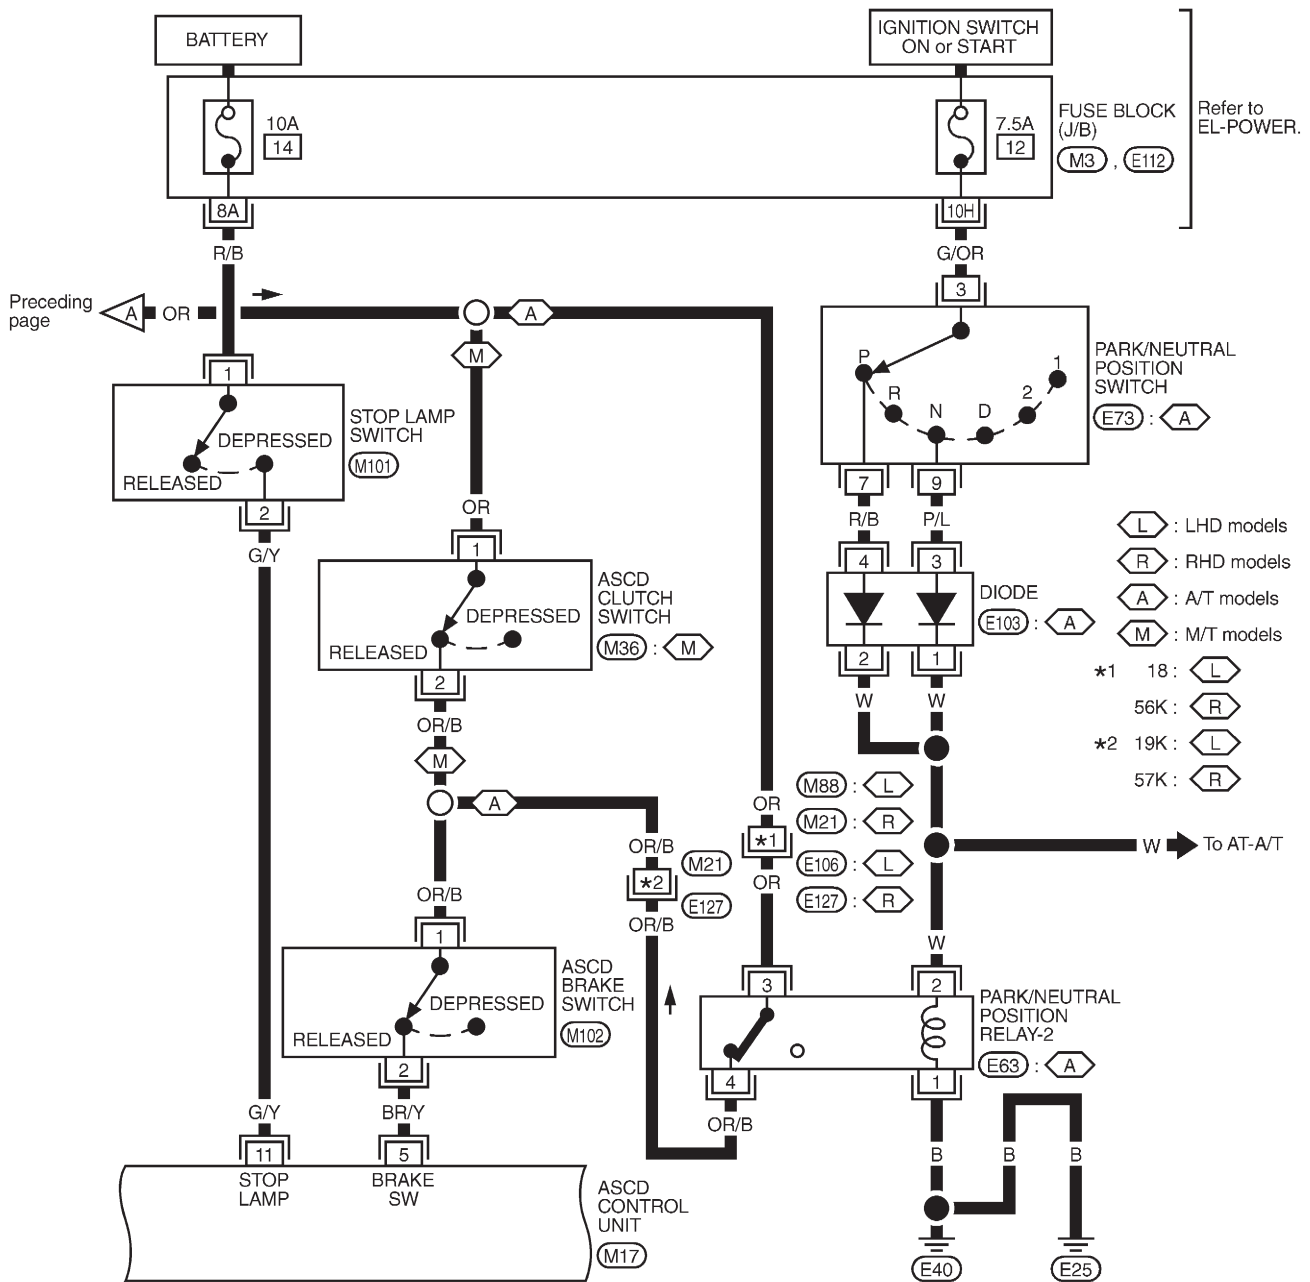 BATTERY
IGNITION SWITCH
ON or START
10A
14
7.5A
12
FUSE BLOCK
(J/B)
M3 , E112
Refer to
EL-POWER.
8A
10H
R/B
G/OR
Preceding
page
A
OR
A
M
1
STOP LAMP
SWITCH
M101
DEPRESSED
RELEASED
2
G/Y
3
P
R
N
D
2
1
PARK/NEUTRAL
POSITION
SWITCH
E73 : A
7
9
R/B
P/L
4
3
DIODE
E103 : A
2
1
W
W
L : LHD models
R : RHD models
A : A/T models
M : M/T models
*1 18 : L
56K : R
*2 19K : L
57K : R
OR
1
ASCD
CLUTCH
SWITCH
M36 : M
DEPRESSED
RELEASED
2
OR/B
M
A
OR/B
*2
M21
E127
OR/B
OR
*1
OR
M88 : L
M21 : R
E106 : L
E127 : R
W
To AT-A/T
W
OR/B
1
ASCD
BRAKE
SWITCH
M102
DEPRESSED
RELEASED
2
BR/Y
3
2
PARK/NEUTRAL
POSITION
RELAY-2
E63 : A
4
1
OR/B
B
B
B
E40
E25
G/Y
11
5
STOP
LAMP
BRAKE
SW
ASCD
CONTROL
UNIT
M17